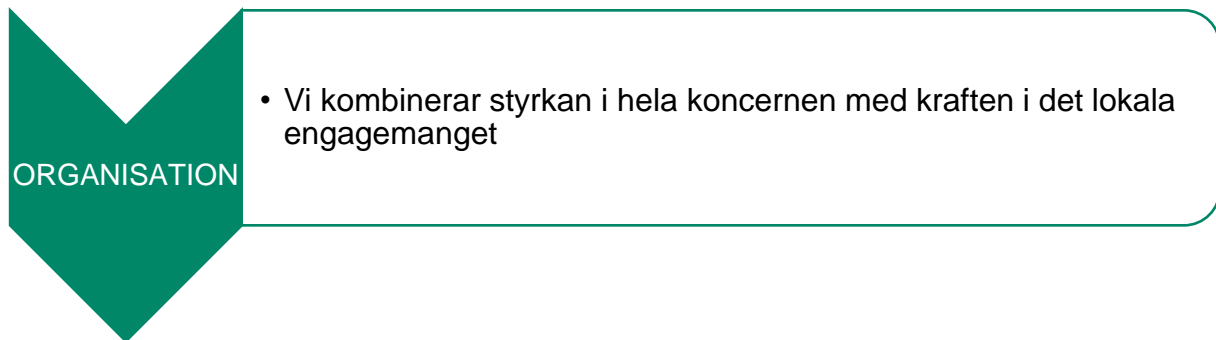 ORGANISATION
• Vi kombinerar styrkan i hela koncernen med kraften i det lokala
engagemanget